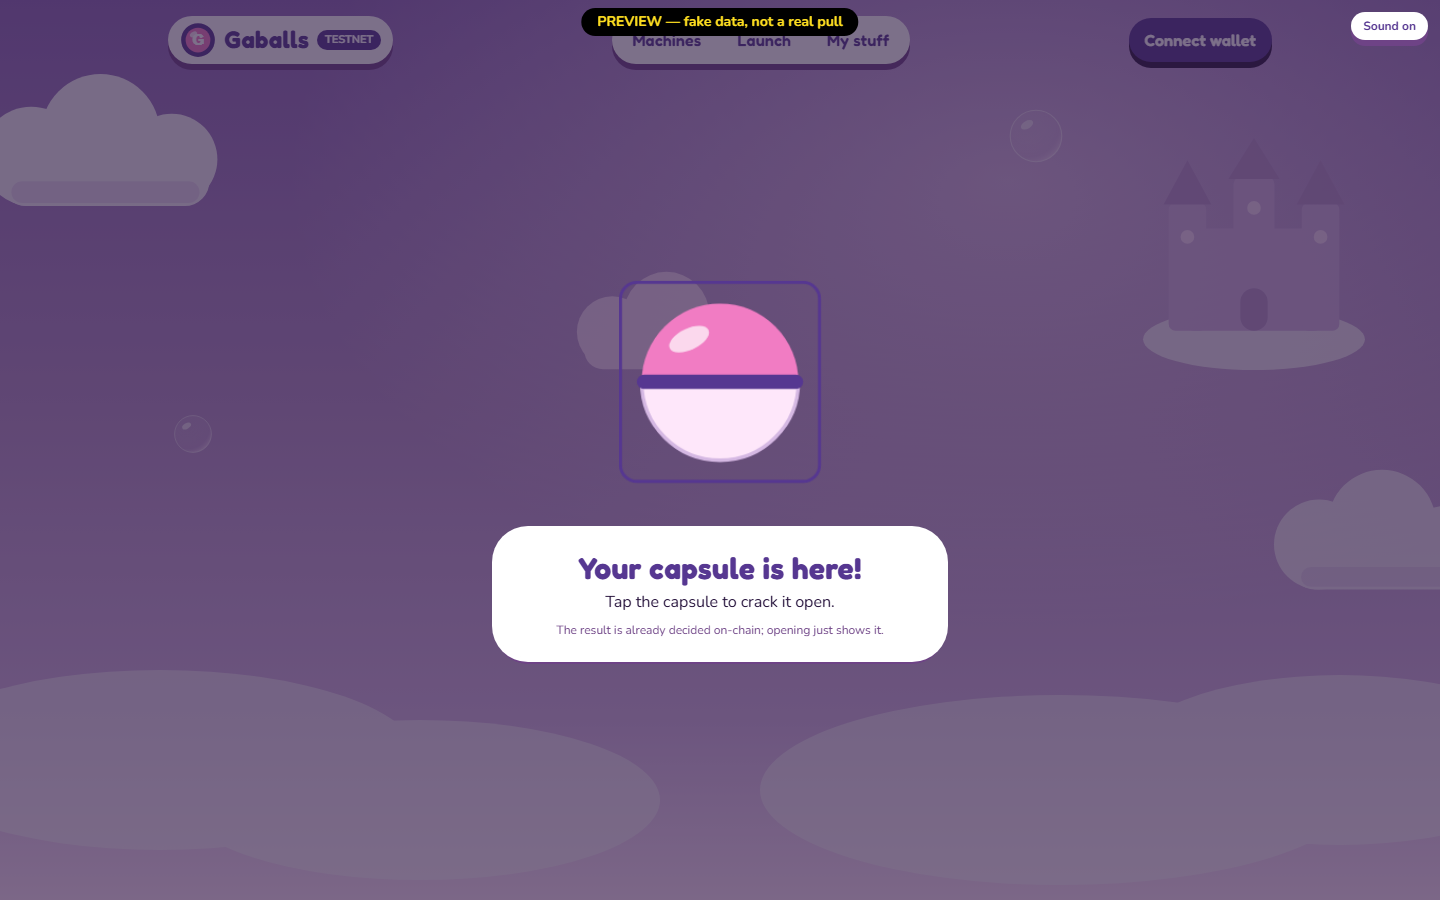 PREVIEW — fake data, not a real pull
Sound on
G Gaballs TESTNET
Machines Launch My stuff
Connect wallet
Your capsule is here!
Tap the capsule to crack it open.
The result is already decided on-chain; opening just shows it.